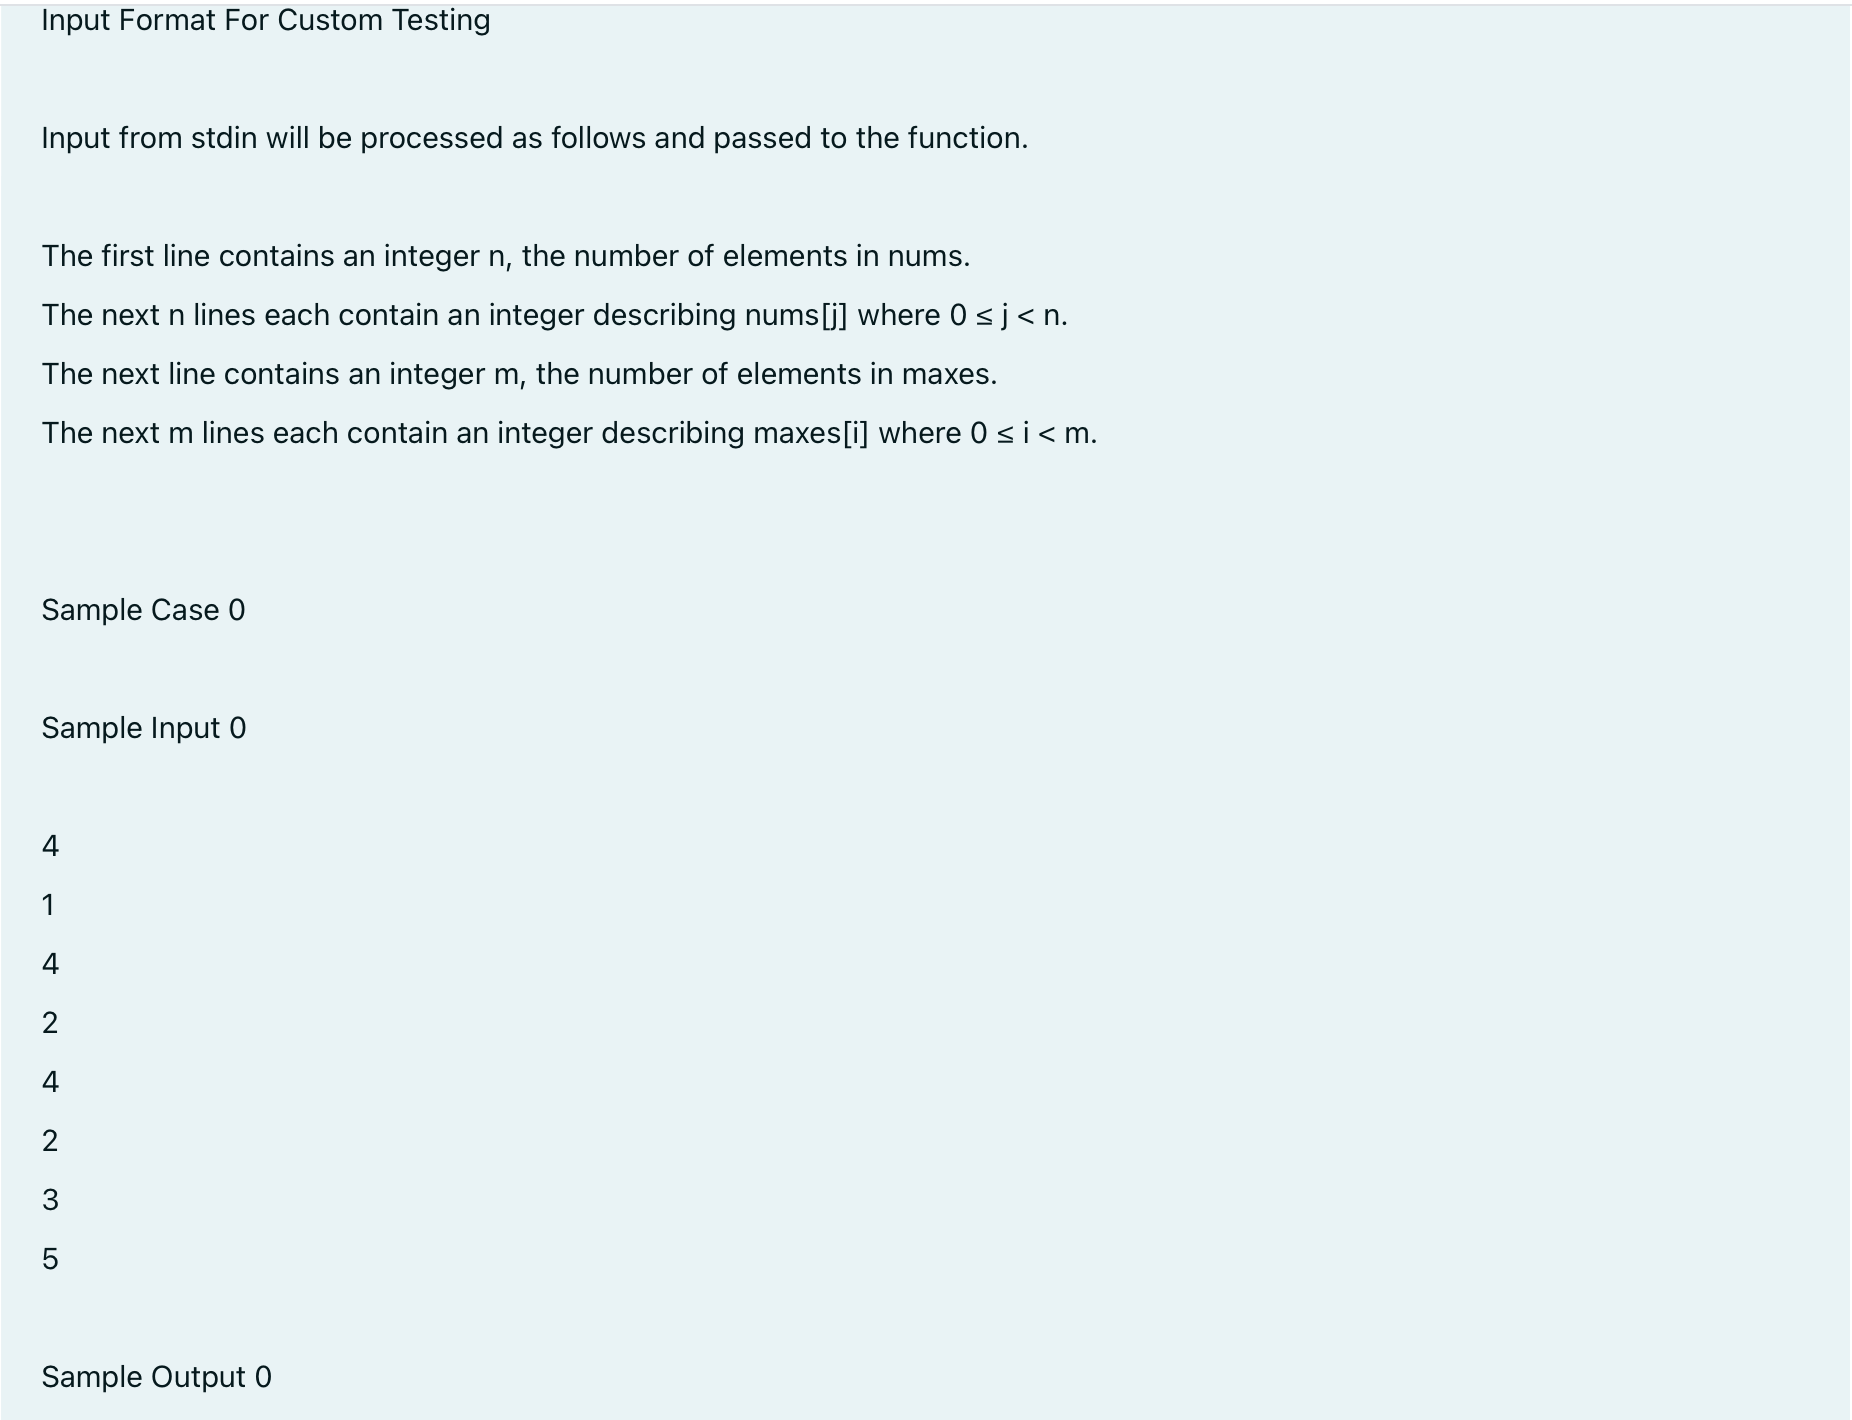 Input Format For Custom Testing
Input from stdin will be processed as follows and passed to the function.
The first line contains an integer n, the number of elements in nums.
The next n lines each contain an integer describing nums[j] where 0 ≤ j < n.
The next line contains an integer m, the number of elements in maxes.
The next m lines each contain an integer describing maxes[i] where 0 ≤ i < m.
Sample Case 0
Sample Input 0
4
1
4
2
4
2
3
5
Sample Output 0